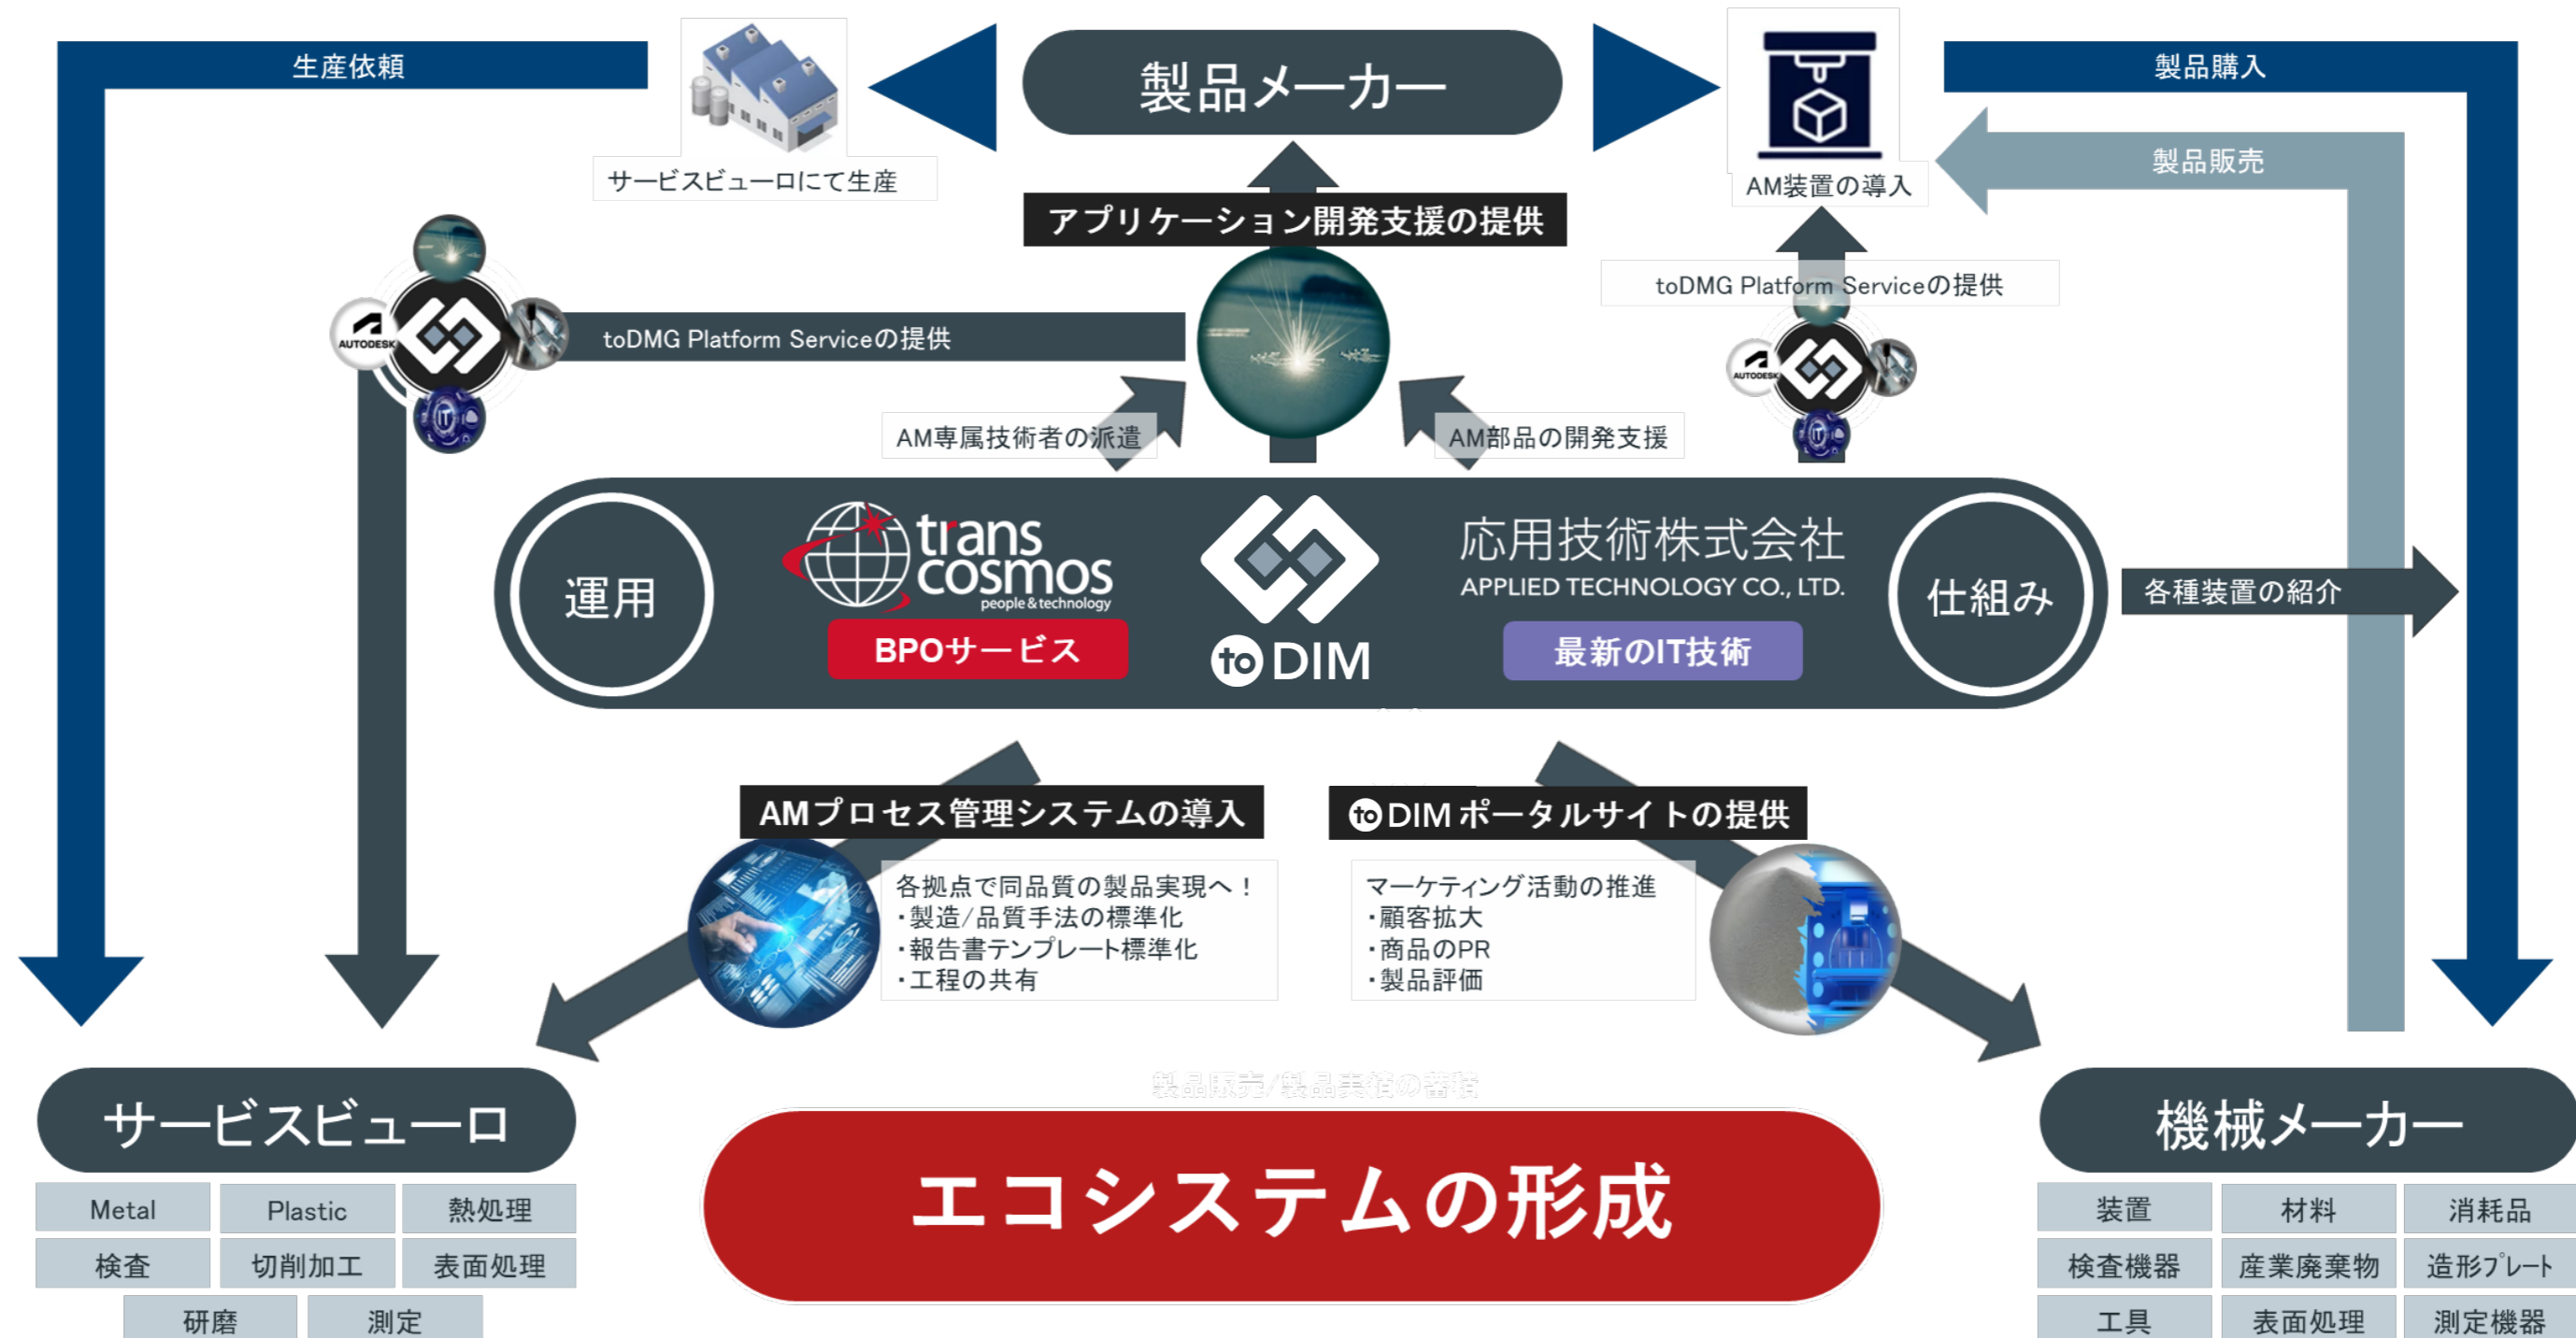 生産依頼
製品メーカー
製品購入
製品販売
サービスビューロにて生産
AM装置の導入
アプリケーション開発支援の提供
toDMG Platform Serviceの提供
AUTODESK
IT
toDMG Platform Serviceの提供
AUTODESK
IT
AM専属技術者の派遣
AM部品の開発支援
運用
trans
cosmos
people & technology
BPOサービス
to DIM
応用技術株式会社
APPLIED TECHNOLOGY CO., LTD.
最新のIT技術
仕組み
各種装置の紹介
AMプロセス管理システムの導入
各拠点で同品質の製品実現へ！
・製造/品質手法の標準化
・報告書テンプレート標準化
・工程の共有
to DIM ポータルサイトの提供
マーケティング活動の推進
・顧客拡大
・商品のPR
・製品評価
製品販売/製品実績の蓄積
エコシステムの形成
サービスビューロ
Metal
Plastic
熱処理
検査
切削加工
表面処理
研磨
測定
機械メーカー
装置
材料
消耗品
検査機器
産業廃棄物
造形プレート
工具
表面処理
測定機器